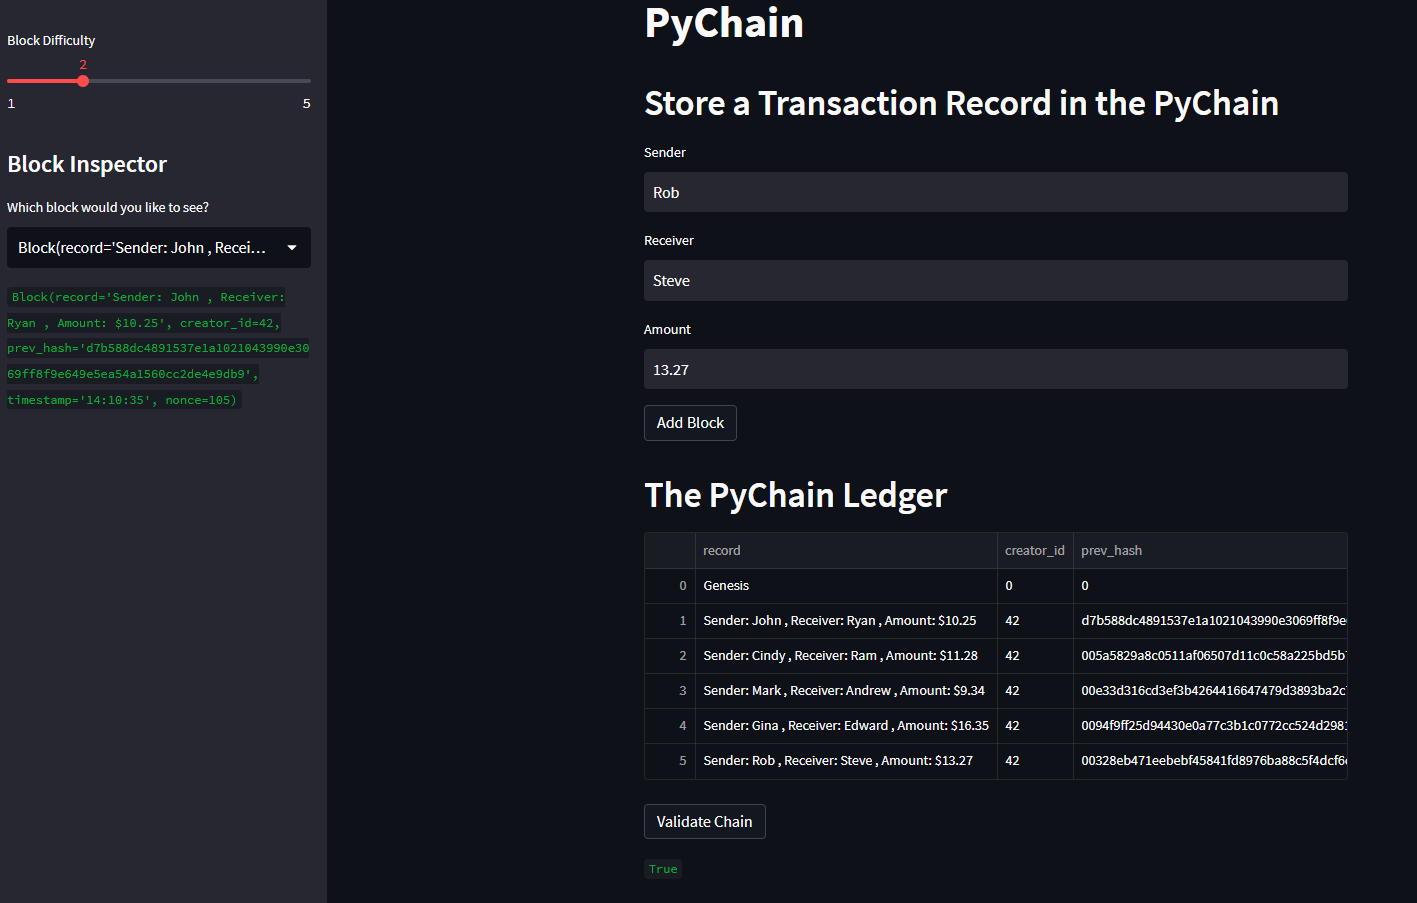 Block Difficulty
2
1 5
Block Inspector
Which block would you like to see?
Block(record='Sender: John , Recei...
Block(record='Sender: John , Receiver:
Ryan , Amount: $10.25', creator_id=42,
prev_hash='d7b588dc4891537e1a1021043990e30
69ff8f9e649e5ea54a1560cc2de4e9db9',
timestamp='14:10:35', nonce=105)
PyChain
Store a Transaction Record in the PyChain
Sender
Rob
Receiver
Steve
Amount
13.27
Add Block
The PyChain Ledger
record creator_id prev_hash
0 Genesis 0 0
1 Sender: John , Receiver: Ryan , Amount: $10.25 42 d7b588dc4891537e1a1021043990e3069ff8f9e
2 Sender: Cindy , Receiver: Ram , Amount: $11.28 42 005a5829a8c0511af06507d11c0c58a225bd5b7
3 Sender: Mark , Receiver: Andrew , Amount: $9.34 42 00e33d316cd3ef3b4264416647479d3893ba2c7
4 Sender: Gina , Receiver: Edward , Amount: $16.35 42 0094f9ff25d94430e0a77c3b1c0772cc524d2981
5 Sender: Rob , Receiver: Steve , Amount: $13.27 42 00328eb471eebebf45841fd8976ba88c5f4dcf6
Validate Chain
True